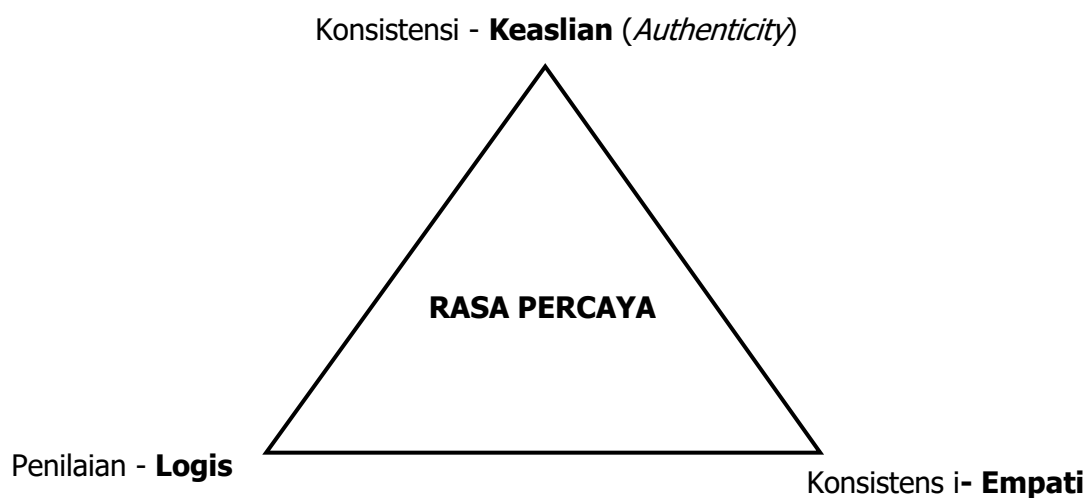 Konsistensi - Keaslian (Authenticity)
RASA PERCAYA
Penilaian - Logis
Konsistens i- Empati